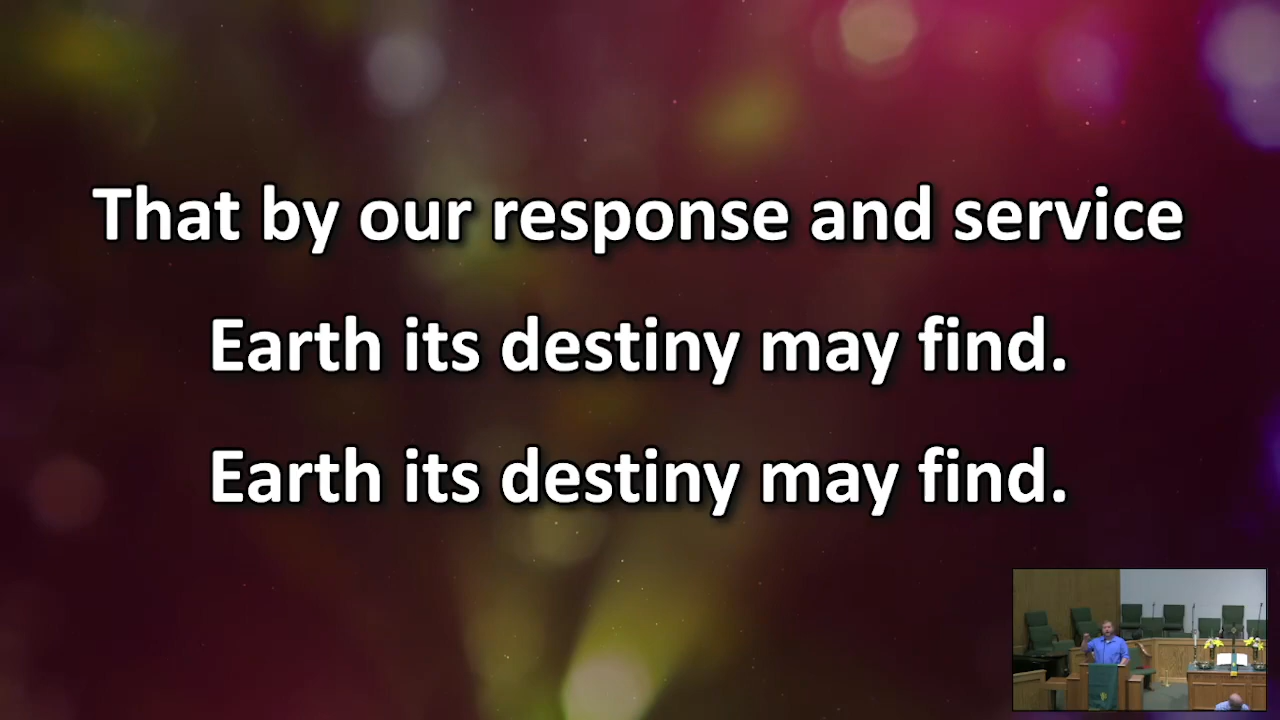 That by our response and service
Earth its destiny may find.
Earth its destiny may find.